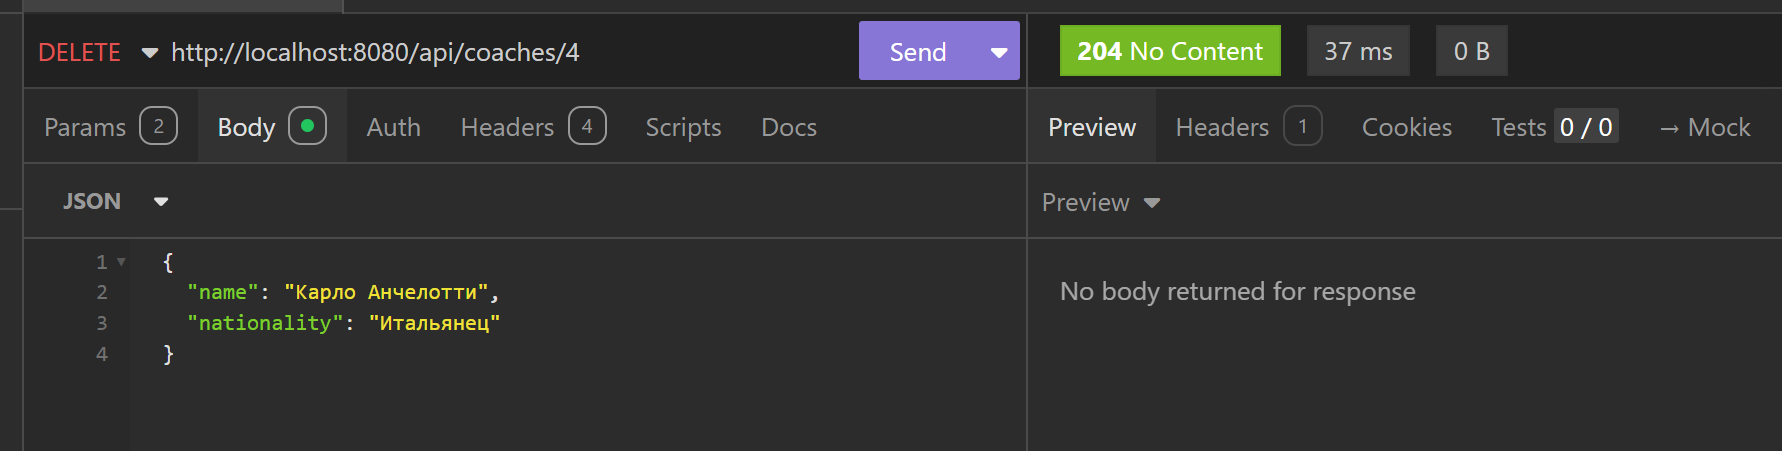 DELETE http://localhost:8080/api/coaches/4 Send 204 No Content 37 ms 0 B
Params 2 Body Auth Headers 4 Scripts Docs Preview Headers 1 Cookies Tests 0 / 0 → Mock
JSON Preview
1 {
2 "name": "Карло Анчелотти",
3 "nationality": "Итальянец"
4 }
No body returned for response